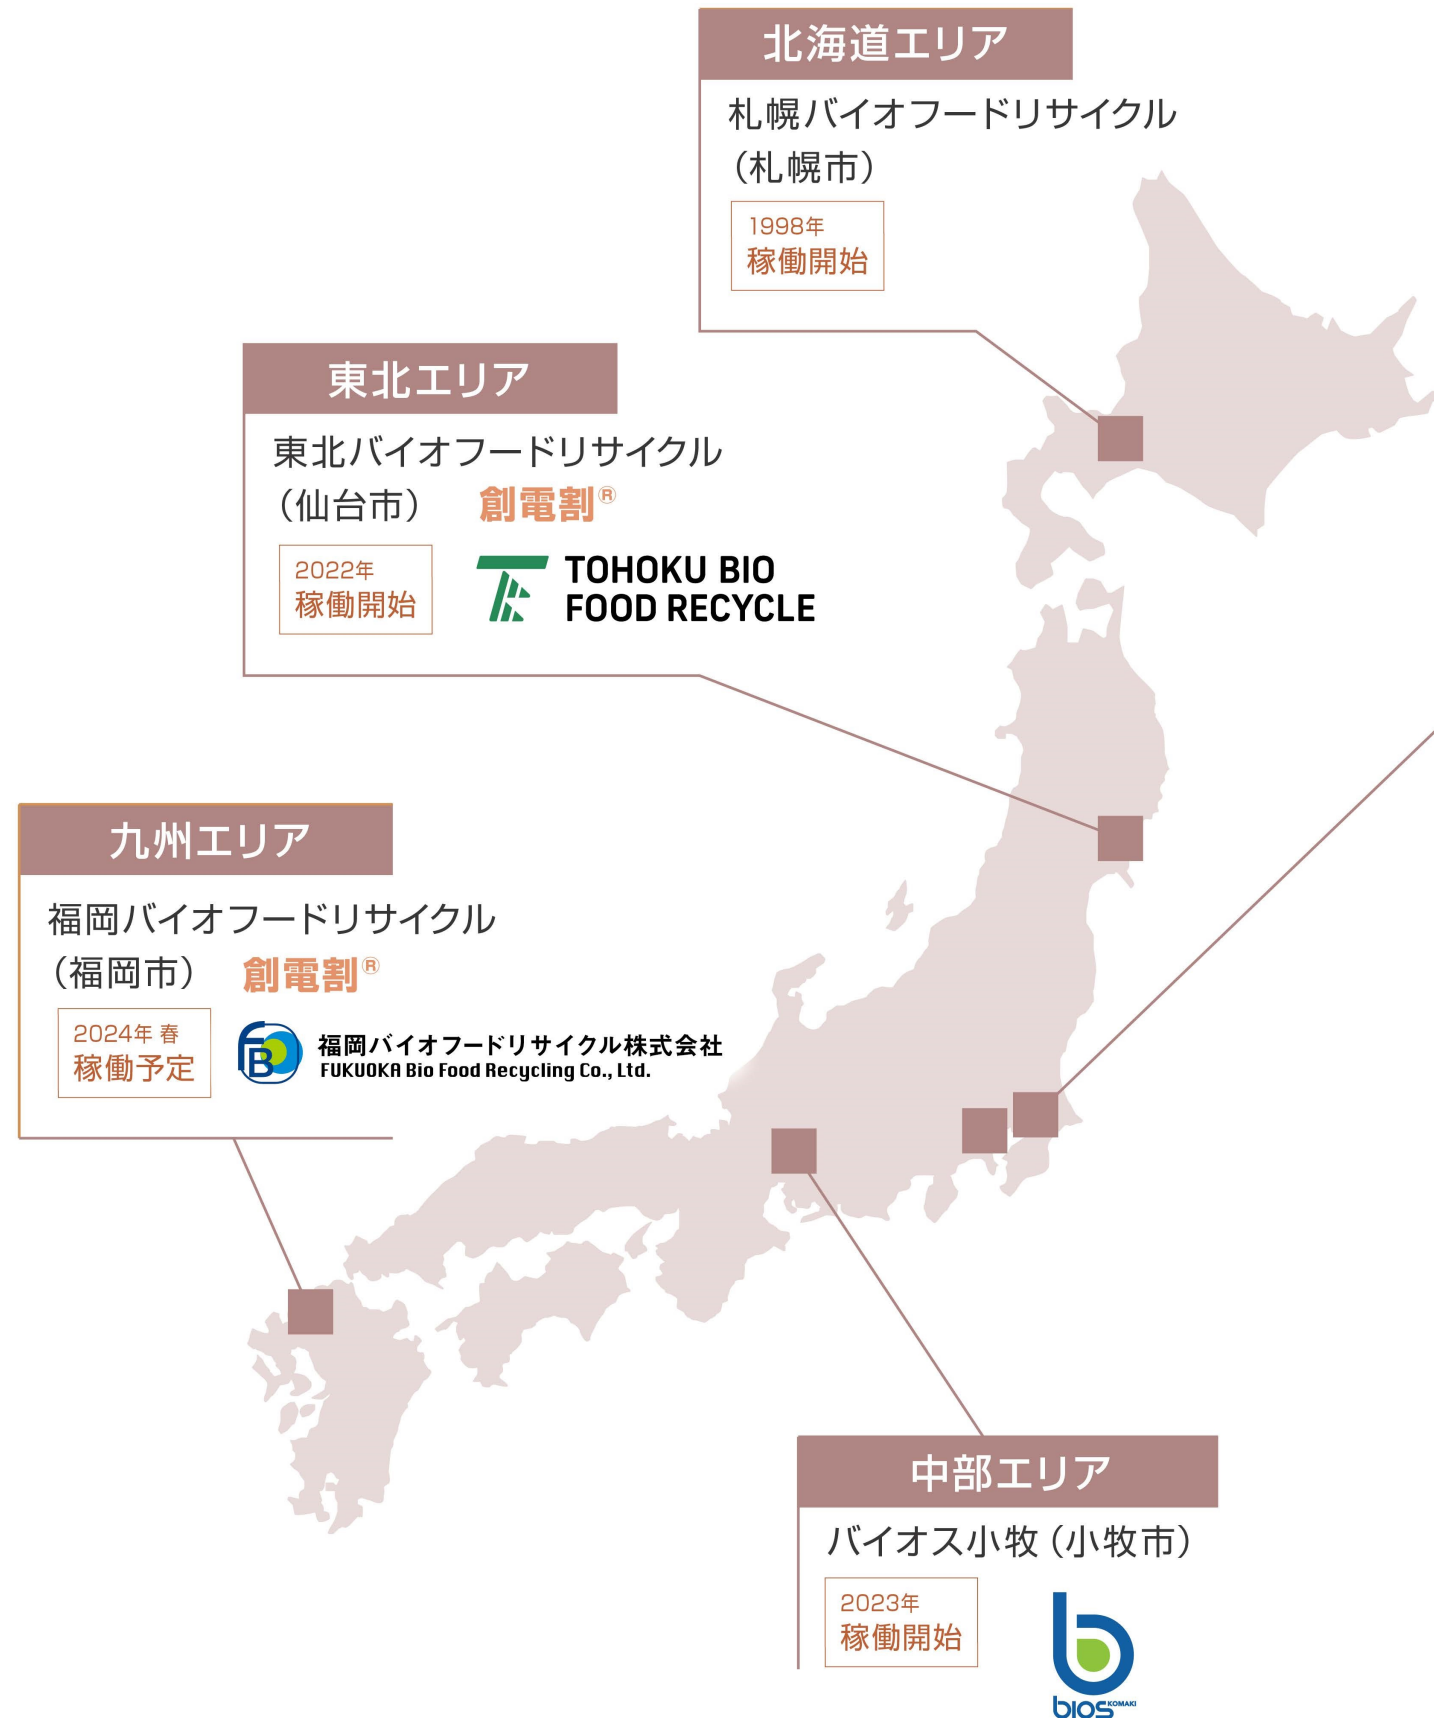 北海道エリア
札幌バイオフードリサイクル
（札幌市）
1998年
稼働開始
東北エリア
東北バイオフードリサイクル
（仙台市） 創電割®
2022年
稼働開始
TOHOKU BIO
FOOD RECYCLE
九州エリア
福岡バイオフードリサイクル
（福岡市） 創電割®
2024年 春
稼働予定
FB
福岡バイオフードリサイクル株式会社
FUKUOKA Bio Food Recycling Co., Ltd.
中部エリア
バイオス小牧（小牧市）
2023年
稼働開始
b
bios KOMAKI